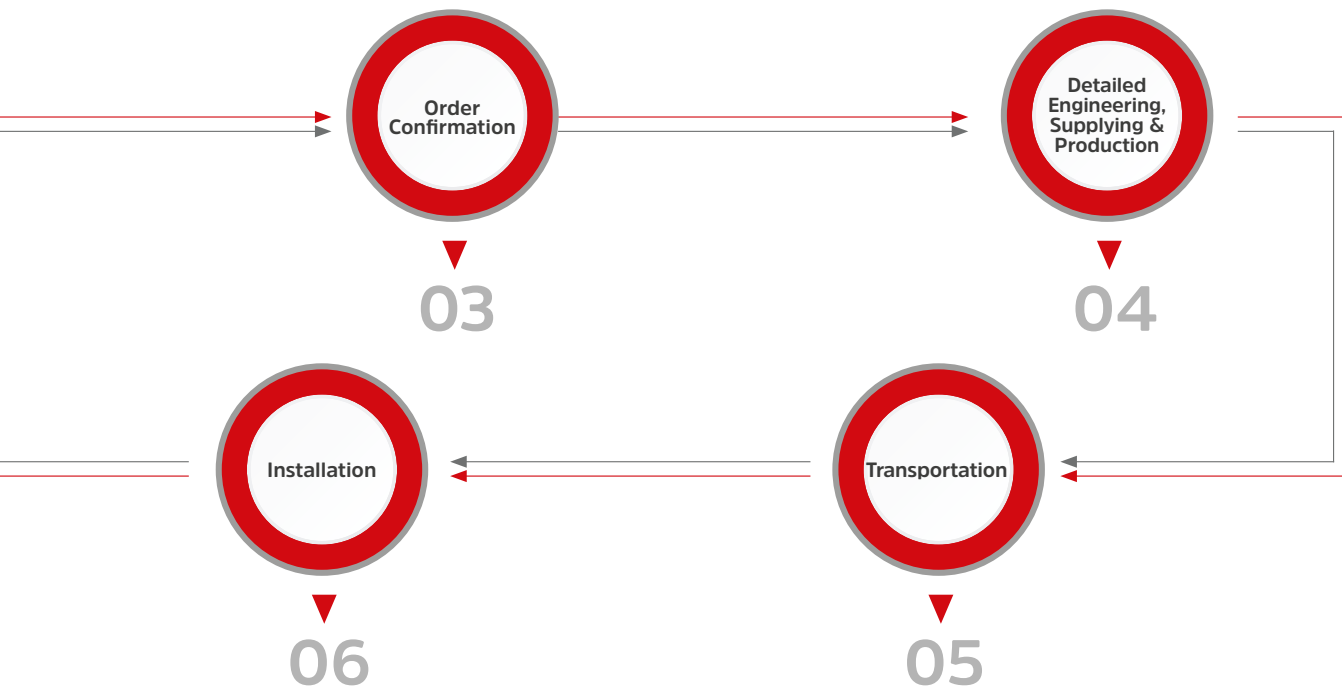 Order
Confirmation
03
Detailed
Engineering,
Supplying &
Production
04
Transportation
05
Installation
06